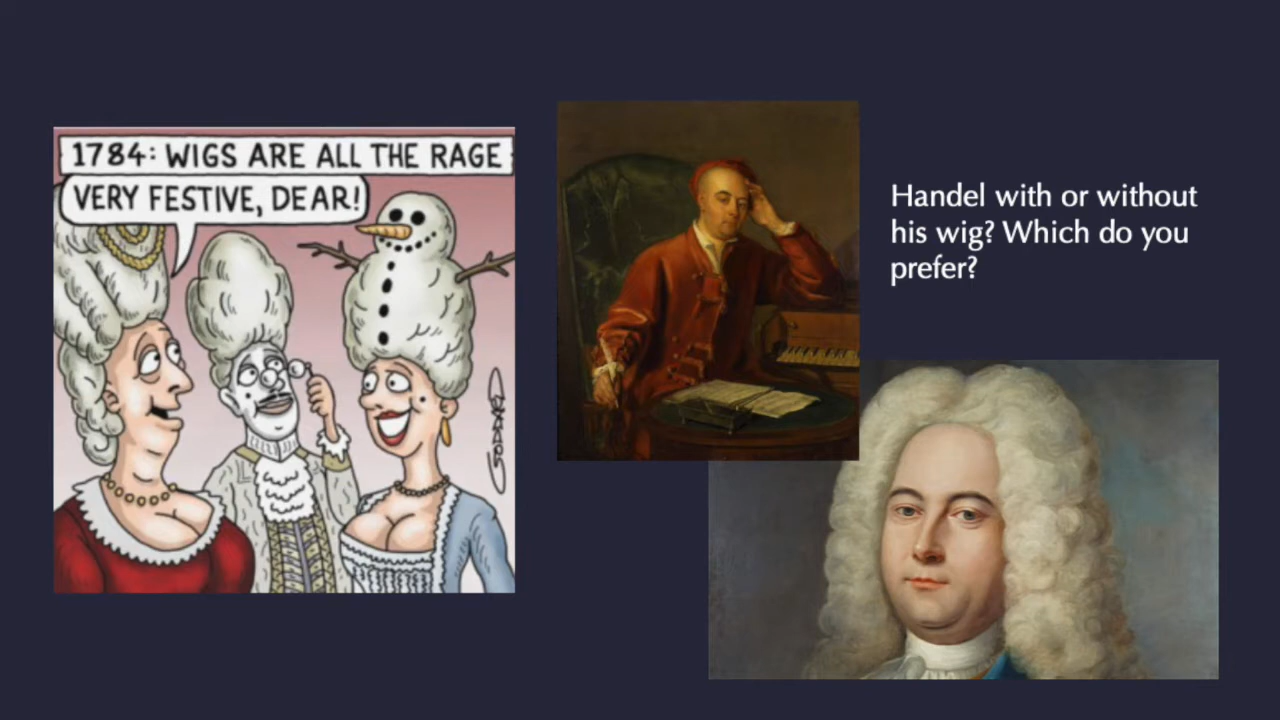 1784: WIGS ARE ALL THE RAGE
VERY FESTIVE, DEAR!
Handel with or without
his wig? Which do you
prefer?